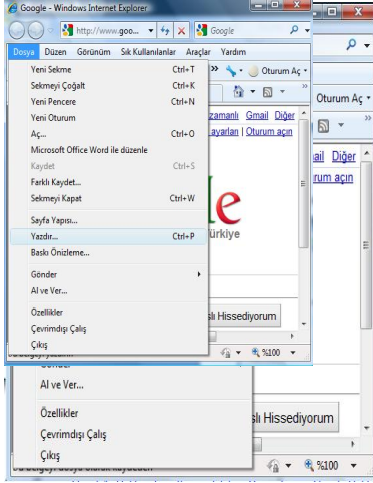 Google - Windows Internet Explorer
http://www.goo... Google
Dosya Düzen Görünüm Sık Kullanılanlar Araçlar Yardım
Yeni Sekme Ctrl+T
Oturum Aç
Sekmeyi Çoğalt Ctrl+K
Yeni Pencere Ctrl+N
Oturum Aç
Yeni Oturum
zamanlı Gmail Diğer
Aç... Ctrl+O
ayarları | Oturum açın
Microsoft Office Word ile düzenle
ail Diğer
Kaydet Ctrl+S
Farklı Kaydet...
rum açın
Sekmeyi Kapat Ctrl+W
Sayfa Yapısı...
Yazdır... Ctrl+P
Türkiye
Baskı Önizleme...
Gönder
Al ve Ver...
Özellikler
slı Hissediyorum
Çevrimdışı Çalış
Çıkış
%100
Gönder
Al ve Ver...
Özellikler
slı Hissediyorum
Çevrimdışı Çalış
Çıkış
%100